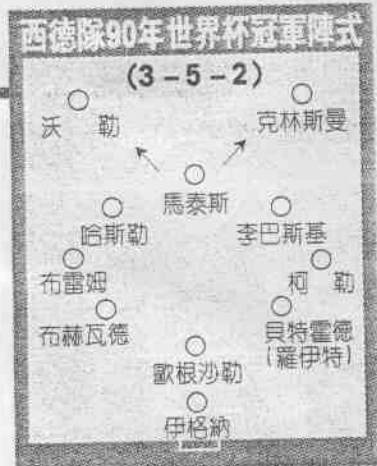 西德隊90年世界杯冠軍陣式
(3-5-2)
沃 勒
克林斯曼
馬泰斯
哈斯勒
李巴斯基
布雷姆
柯 勒
布赫瓦德
貝特霍德
(羅伊特)
歐根沙勒
伊格納